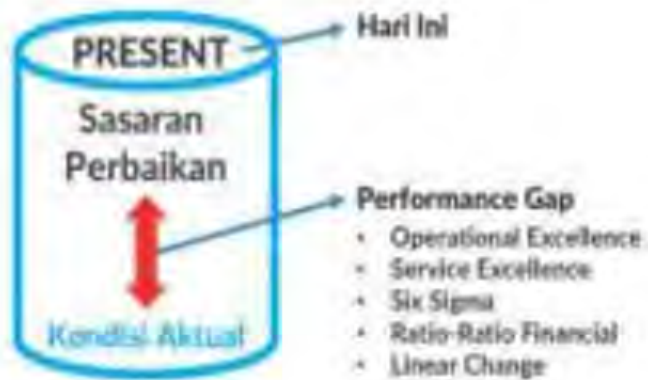 PRESENT
Hari Ini
Sasaran
Perbaikan
Kondisi Aktual
Performance Gap
• Operational Excellence
• Service Excellence
• Six Sigma
• Ratio-Ratio Financial
• Linear Change